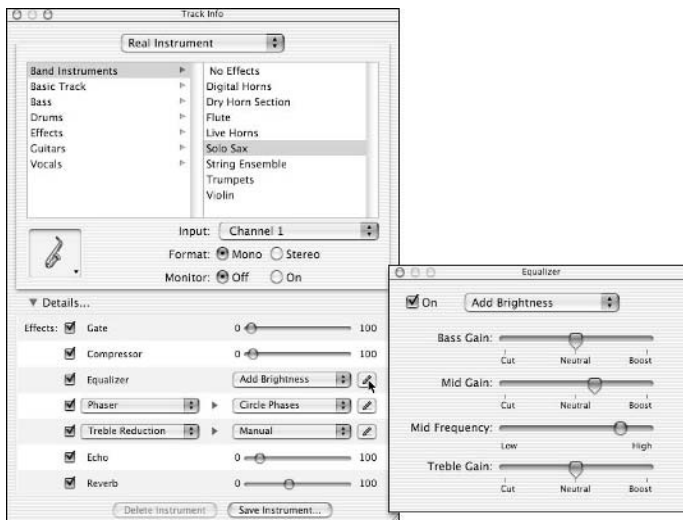 Track Info
Real Instrument
Band Instruments
Basic Track
Bass
Drums
Effects
Guitars
Vocals
No Effects
Digital Horns
Dry Horn Section
Flute
Live Horns
Solo Sax
String Ensemble
Trumpets
Violin
Input: Channel 1
Format: Mono Stereo
Monitor: Off On
Details...
Effects: Gate 0 100
Compressor 0 100
Equalizer Add Brightness
Phaser Circle Phases
Treble Reduction Manual
Echo 0 100
Reverb 0 100
Delete Instrument Save Instrument...
Equalizer
On Add Brightness
Bass Gain:
Cut Neutral Boost
Mid Gain:
Cut Neutral Boost
Mid Frequency:
Low High
Treble Gain:
Cut Neutral Boost